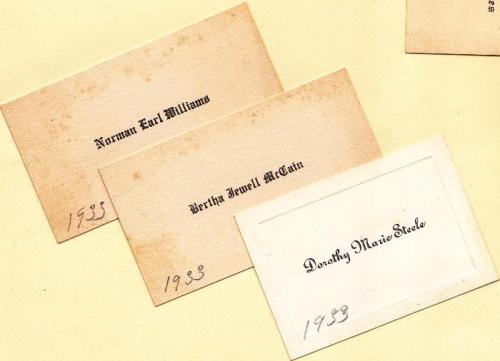 Norman Earl Williams
1933
Bertha Jewell McCain
1933
Dorothy Marie Steele
1933